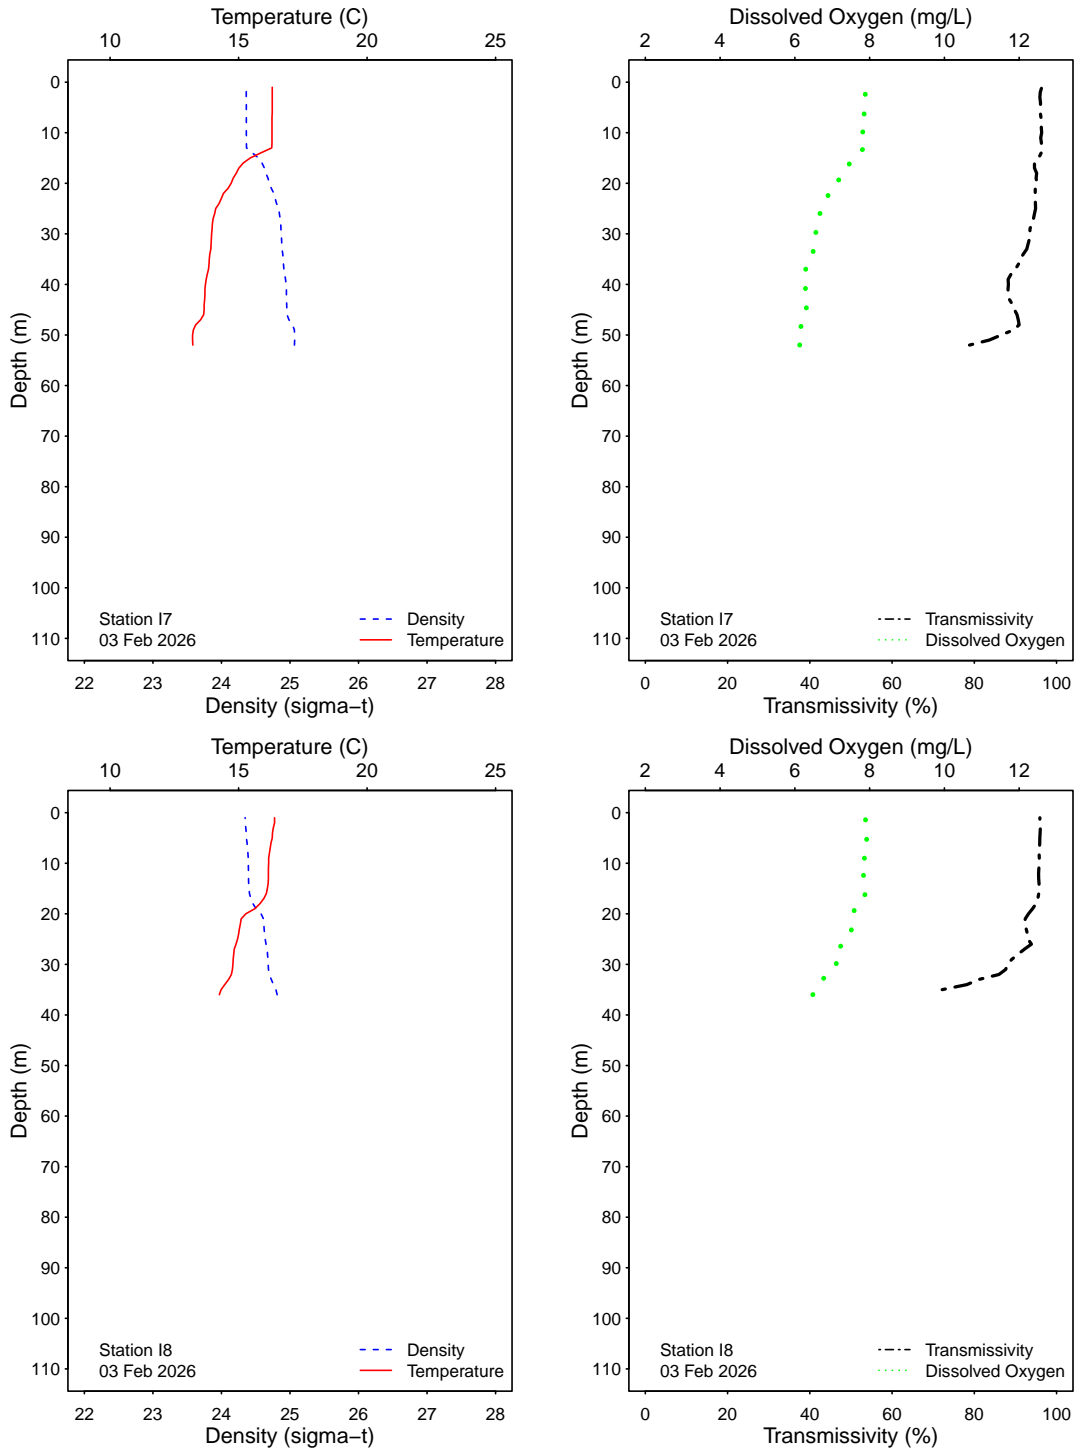 Temperature (C)
10 15 20 25
0
10
20
30
40
50
60
70
80
90
100
110
Depth (m)
Station I7
03 Feb 2026
Density
Temperature
22 23 24 25 26 27 28
Density (sigma−t)
Dissolved Oxygen (mg/L)
2 4 6 8 10 12
0
10
20
30
40
50
60
70
80
90
100
110
Depth (m)
Station I7
03 Feb 2026
Transmissivity
Dissolved Oxygen
0 20 40 60 80 100
Transmissivity (%)
Temperature (C)
10 15 20 25
0
10
20
30
40
50
60
70
80
90
100
110
Depth (m)
Station I8
03 Feb 2026
Density
Temperature
22 23 24 25 26 27 28
Density (sigma−t)
Dissolved Oxygen (mg/L)
2 4 6 8 10 12
0
10
20
30
40
50
60
70
80
90
100
110
Depth (m)
Station I8
03 Feb 2026
Transmissivity
Dissolved Oxygen
0 20 40 60 80 100
Transmissivity (%)